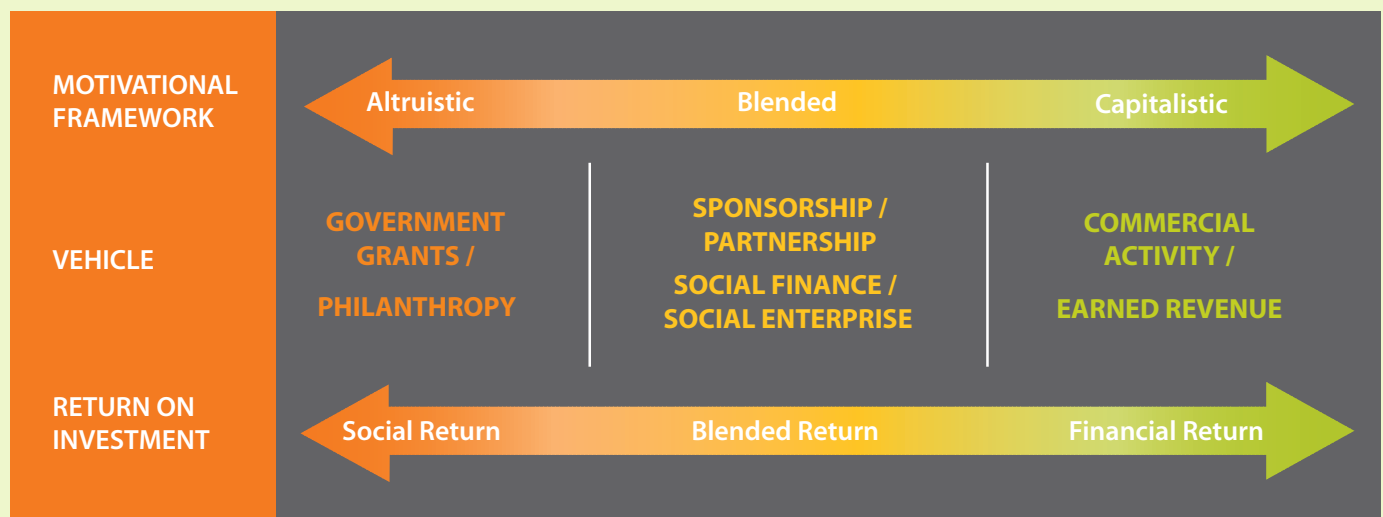 MOTIVATIONAL
FRAMEWORK
Altruistic
Blended
Capitalistic
VEHICLE
GOVERNMENT
GRANTS /
PHILANTHROPY
SPONSORSHIP /
PARTNERSHIP
SOCIAL FINANCE /
SOCIAL ENTERPRISE
COMMERCIAL
ACTIVITY /
EARNED REVENUE
RETURN ON
INVESTMENT
Social Return
Blended Return
Financial Return